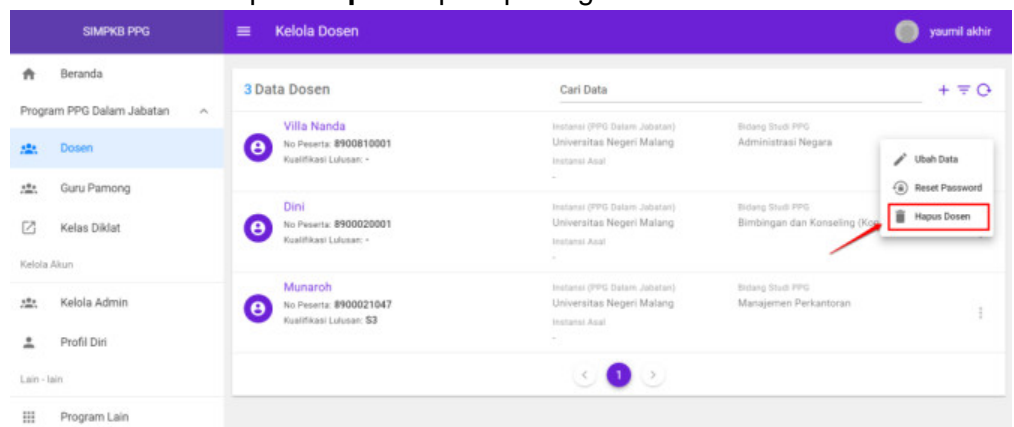 SIMPKB PPG
Kelola Dosen
yaumil akhir
Beranda
Program PPG Dalam Jabatan
Dosen
Guru Pamong
Kelas Diklat
Kelola Akun
Kelola Admin
Profil Diri
Lain - lain
Program Lain
3 Data Dosen
Cari Data
Villa Nanda
No Peserta: 8900810001
Kualifikasi Lulusan: -
Instansi (PPG Dalam Jabatan)
Universitas Negeri Malang
Instansi Asal
-
Bidang Studi PPG
Administrasi Negara
Ubah Data
Reset Password
Hapus Dosen
Dini
No Peserta: 8900020001
Kualifikasi Lulusan: -
Instansi (PPG Dalam Jabatan)
Universitas Negeri Malang
Instansi Asal
-
Bidang Studi PPG
Bimbingan dan Konseling
Munaroh
No Peserta: 8900021047
Kualifikasi Lulusan: S3
Instansi (PPG Dalam Jabatan)
Universitas Negeri Malang
Instansi Asal
-
Bidang Studi PPG
Manajemen Perkantoran
1